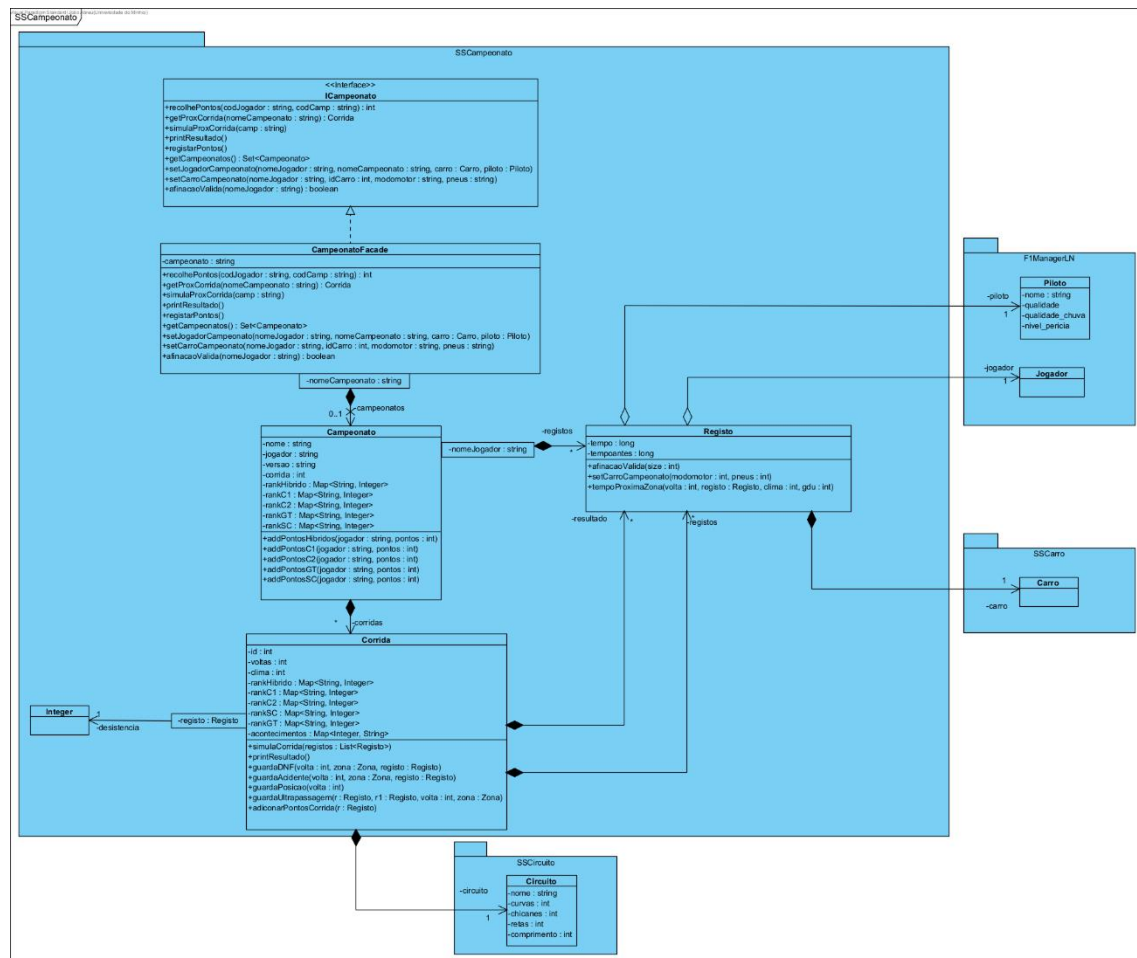 SSCampeonato
SSCampeonato
<<Interface>>
ICampeonato
+recolhePontos(codJogador : string, codCamp : string) : int
+getProxCorrida(nomeCampeonato : string) : Corrida
+simulaProxCorrida(camp : string)
+printResultado()
+registarPontos()
+getCampeonatos() : Set<Campeonato>
+setJogadorCampeonato(nomeJogador : string, nomeCampeonato : string, carro : Carro, piloto : Piloto)
+setCarroCampeonato(nomeJogador : string, idCarro : int, modomotor : string, pneus : string)
+afinacaoValida(nomeJogador : string) : boolean
CampeonatoFacade
-campeonato : string
+recolhePontos(codJogador : string, codCamp : string) : int
+getProxCorrida(nomeCampeonato : string) : Corrida
+simulaProxCorrida(camp : string)
+printResultado()
+registarPontos()
+getCampeonatos() : Set<Campeonato>
+setJogadorCampeonato(nomeJogador : string, nomeCampeonato : string, carro : Carro, piloto : Piloto)
+setCarroCampeonato(nomeJogador : string, idCarro : int, modomotor : string, pneus : string)
+afinacaoValida(nomeJogador : string) : boolean
-nomeCampeonato : string
-campeonatos
0..1
Campeonato
-nome : string
-jogador : string
-versao : string
-corrida : int
-rankHibrido : Map<String, Integer>
-rankC1 : Map<String, Integer>
-rankC2 : Map<String, Integer>
-rankGT : Map<String, Integer>
-rankSC : Map<String, Integer>
+addPontosHibridos(jogador : string, pontos : int)
+addPontosC1(jogador : string, pontos : int)
+addPontosC2(jogador : string, pontos : int)
+addPontosGT(jogador : string, pontos : int)
+addPontosSC(jogador : string, pontos : int)
-nomeJogador : string
-registos
*
Registo
-tempo : long
-tempoantes : long
+afinacaoValida(size : int)
+setCarroCampeonato(modomotor : int, pneus : int)
+tempoProximaZona(volta : int, registo : Registo, clima : int, gdu : int)
-resultado
*
*
-registos
*
-corridas
Corrida
-id : int
-voltas : int
-clima : int
-rankHibrido : Map<String, Integer>
-rankC1 : Map<String, Integer>
-rankC2 : Map<String, Integer>
-rankSC : Map<String, Integer>
-rankGT : Map<String, Integer>
-acontecimentos : Map<Integer, String>
+simulaCorrida(registos : List<Registo>)
+printResultado()
+guardaDNF(volta : int, zona : Zona, registo : Registo)
+guardaAcidente(volta : int, zona : Zona, registo : Registo)
+guardaPosicao(volta : int)
+guardaUltrapassagem(r : Registo, r1 : Registo, volta : int, zona : Zona)
+adiconarPontosCorrida(r : Registo)
-registo : Registo
Integer
1
-desistencia
F1ManagerLN
Piloto
-nome : string
-qualidade
-qualidade_chuva
-nivel_pericia
-piloto
1
Jogador
-jogador
1
SSCarro
Carro
1
-carro
SSCircuito
Circuito
-nome : string
-curvas : int
-chicanes : int
-retas : int
-comprimento : int
-circuito
1